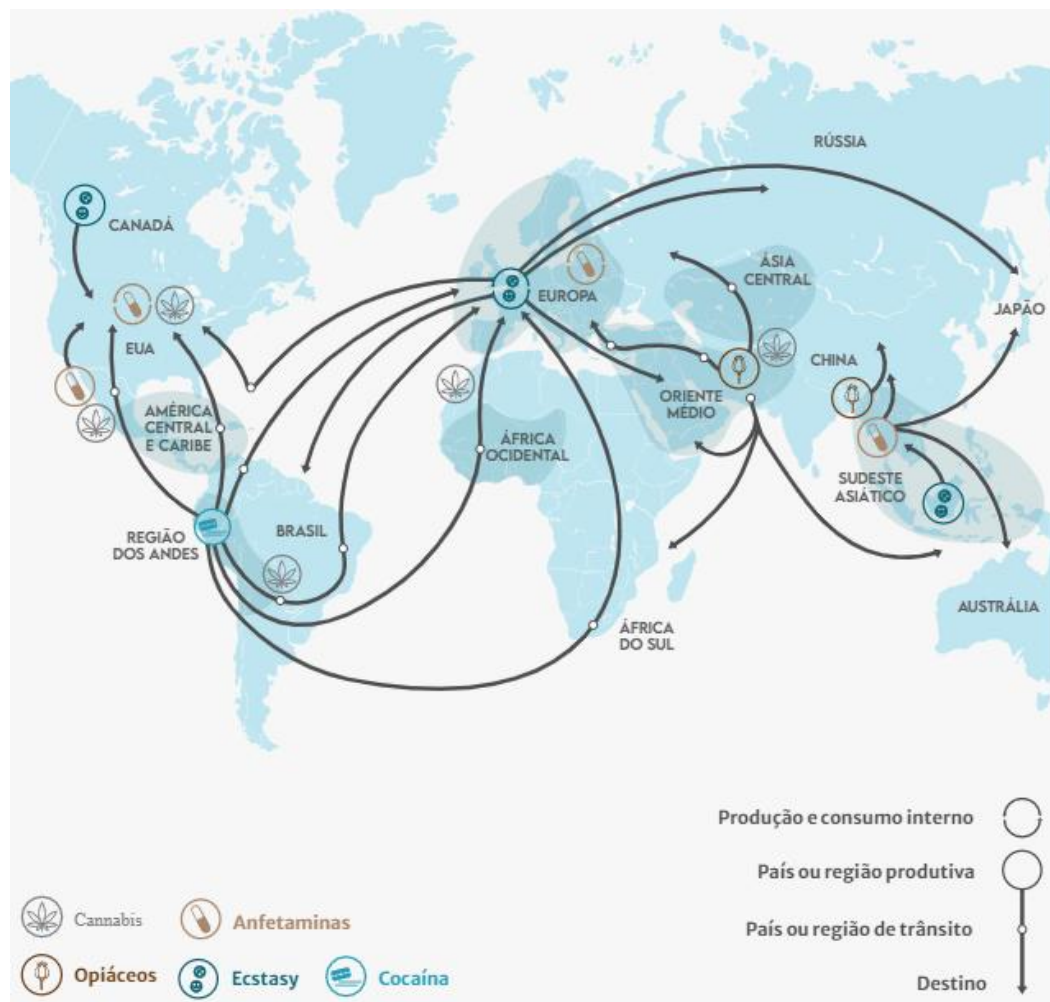 RÚSSIA
CANADÁ
ÁSIA
CENTRAL
EUROPA
JAPÃO
EUA
CHINA
ORIENTE
MÉDIO
AMÉRICA
CENTRAL
E CARIBE
ÁFRICA
OCIDENTAL
SUDESTE
ASIÁTICO
BRASIL
REGIÃO
DOS ANDES
AUSTRÁLIA
ÁFRICA
DO SUL
Produção e consumo interno
País ou região produtiva
País ou região de trânsito
Destino
Cannabis
Anfetaminas
Opiáceos
Ecstasy
Cocaína